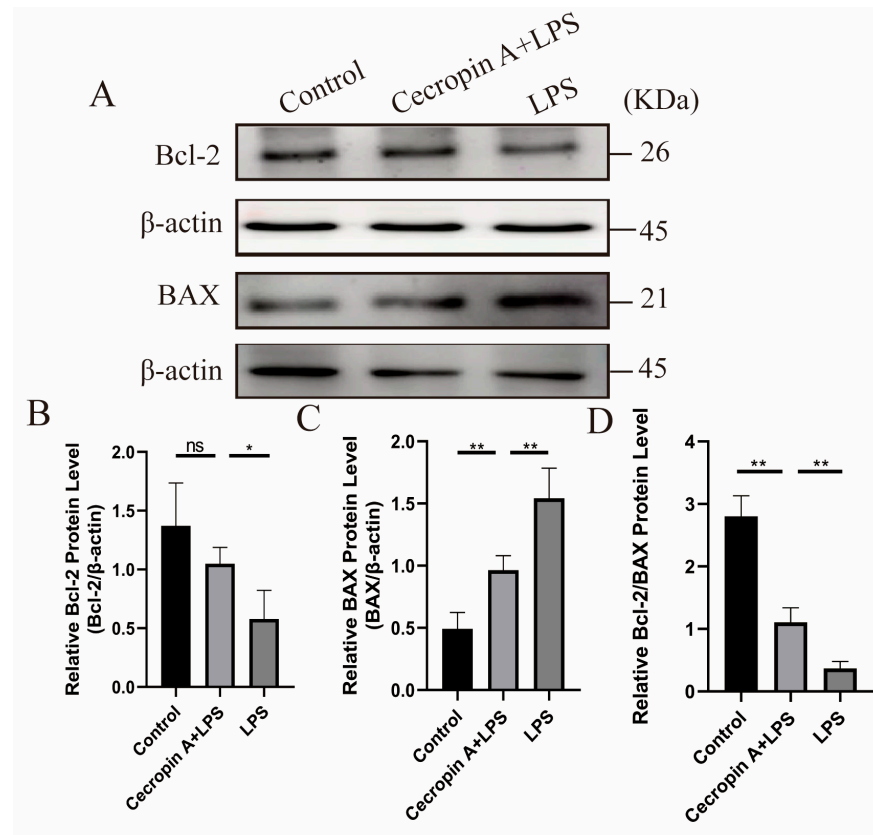 A
Control
Cecropin A+LPS
LPS
(KDa)
Bcl-2
26
β-actin
45
BAX
21
β-actin
45
B
Relative Bcl-2 Protein Level
(Bcl-2/β-actin)
2.0
1.5
1.0
0.5
0.0
ns
*
Control
Cecropin A+LPS
LPS
C
Relative BAX Protein Level
(BAX/β-actin)
2.0
1.5
1.0
0.5
0.0
**
**
Control
Cecropin A+LPS
LPS
D
Relative Bcl-2/BAX Protein Level
4
3
2
1
0
**
**
Control
Cecropin A+LPS
LPS